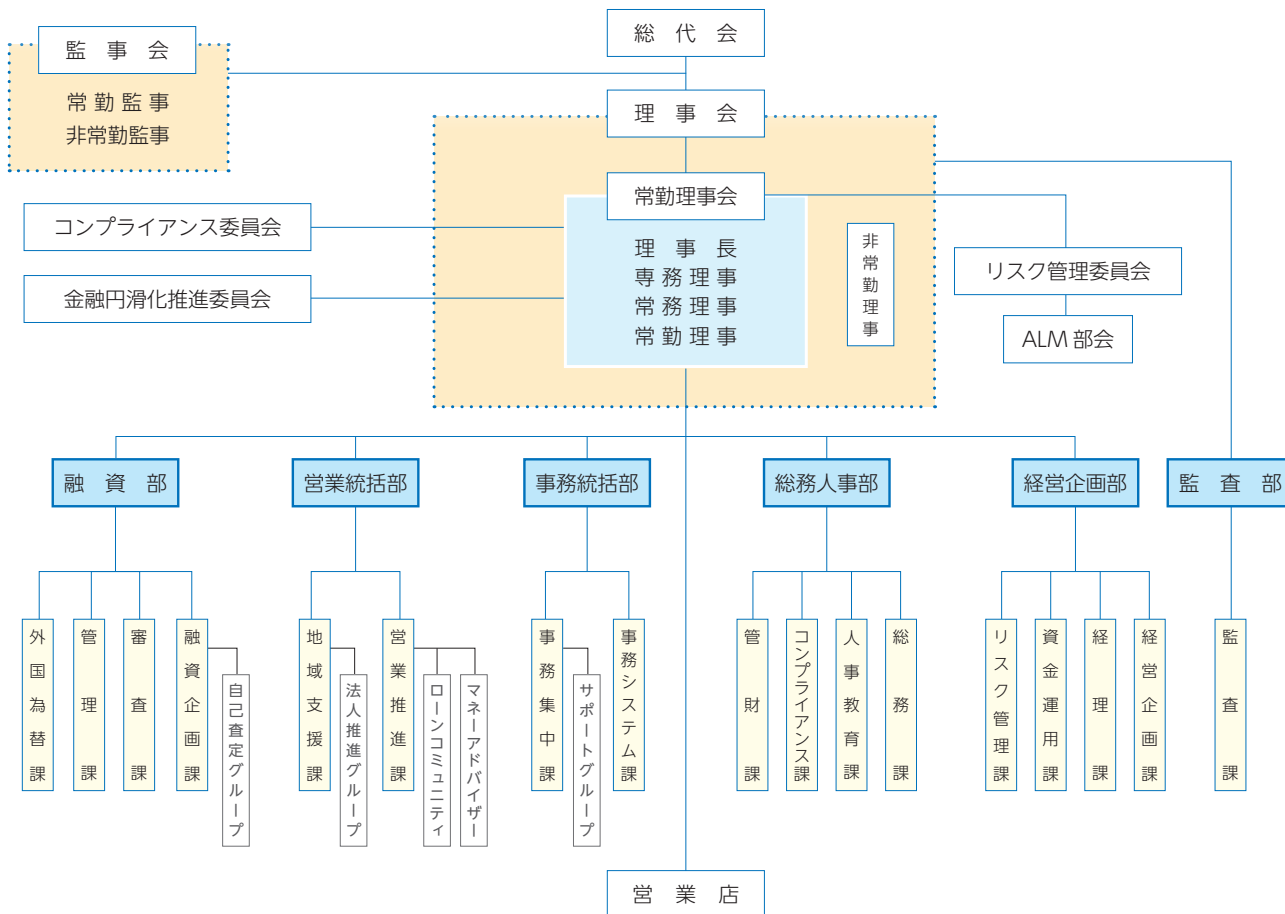 総代会
監事会
常勤監事
非常勤監事
理事会
常勤理事会
理事長
専務理事
常務理事
常勤理事
非常勤理事
コンプライアンス委員会
金融円滑化推進委員会
リスク管理委員会
ALM部会
融資部
営業統括部
事務統括部
総務人事部
経営企画部
監査部
外国為替課
管理課
審査課
融資企画課
自己査定グループ
地域支援課
法人推進グループ
営業推進課
ローンコミュニティ
マネーアドバイザー
事務集中課
サポートグループ
事務システム課
管財課
コンプライアンス課
人事教育課
総務課
リスク管理課
資金運用課
経理課
経営企画課
監査課
営業店